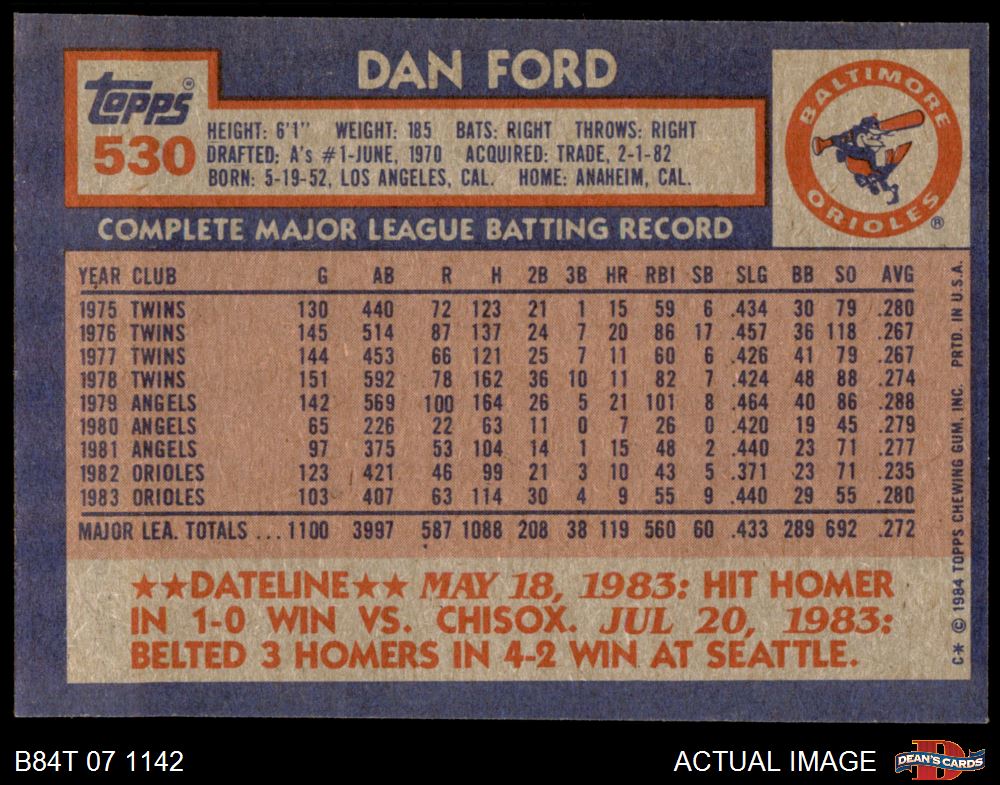 DAN FORD
Topps®
530
HEIGHT: 6'1" WEIGHT: 185 BATS: RIGHT THROWS: RIGHT
DRAFTED: A's #1-JUNE, 1970 ACQUIRED: TRADE, 2-1-82
BORN: 5-19-52, LOS ANGELES, CAL. HOME: ANAHEIM, CAL.
BALTIMORE
ORIOLES®
COMPLETE MAJOR LEAGUE BATTING RECORD
YEAR CLUB G AB R H 2B 3B HR RBI SB SLG BB SO AVG
1975 TWINS 130 440 72 123 21 1 15 59 6 .434 30 79 .280
1976 TWINS 145 514 87 137 24 7 20 86 17 .457 36 118 .267
1977 TWINS 144 453 66 121 25 7 11 60 6 .426 41 79 .267
1978 TWINS 151 592 78 162 36 10 11 82 7 .424 48 88 .274
1979 ANGELS 142 569 100 164 26 5 21 101 8 .464 40 86 .288
1980 ANGELS 65 226 22 63 11 0 7 26 0 .420 19 45 .279
1981 ANGELS 97 375 53 104 14 1 15 48 2 .440 23 71 .277
1982 ORIOLES 123 421 46 99 21 3 10 43 5 .371 23 71 .235
1983 ORIOLES 103 407 63 114 30 4 9 55 9 .440 29 55 .280
MAJOR LEA. TOTALS ... 1100 3997 587 1088 208 38 119 560 60 .433 289 692 .272
★★DATELINE★★ MAY 18, 1983: HIT HOMER
IN 1-0 WIN VS. CHISOX. JUL 20, 1983:
BELTED 3 HOMERS IN 4-2 WIN AT SEATTLE.
C* © 1984 TOPPS CHEWING GUM, INC. PRTD. IN U.S.A.
B84T 07 1142
ACTUAL IMAGE
D
DEAN'S CARDS